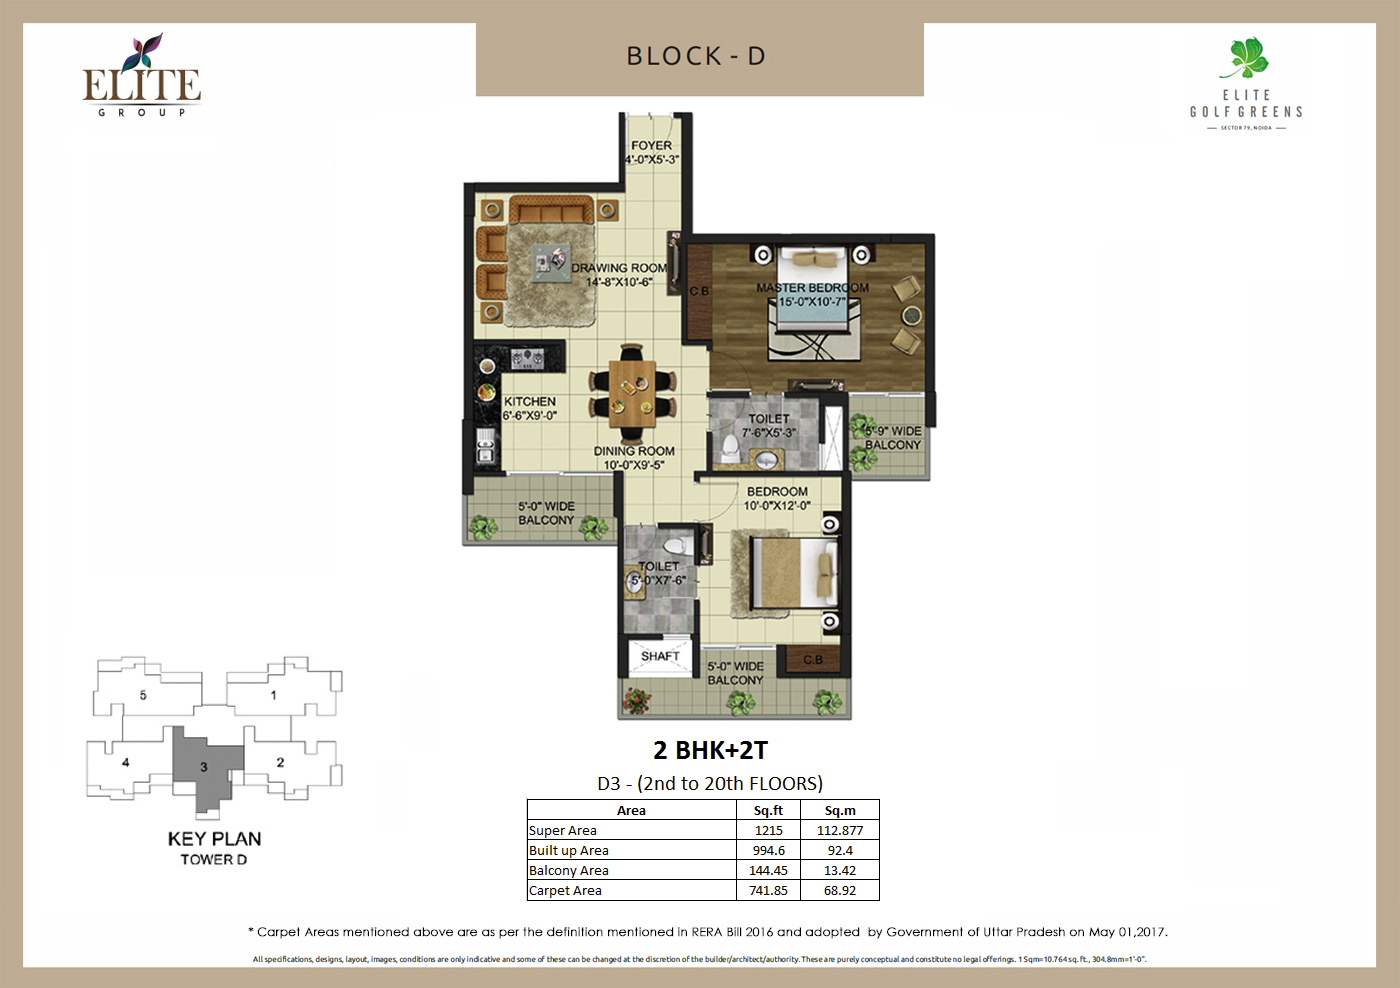 ELITE
GROUP
BLOCK - D
ELITE
GOLF GREENS
SECTOR 79, NOIDA
FOYER
4'-0"X5'-3"
DRAWING ROOM
14'-8"X10'-6"
C.B
MASTER BEDROOM
15'-0"X10'-7"
KITCHEN
6'-6"X9'-0"
DINING ROOM
10'-0"X9'-5"
TOILET
7'-6"X5'-3"
5'-9" WIDE
BALCONY
5'-0" WIDE
BALCONY
BEDROOM
10'-0"X12'-0"
TOILET
5'-0"X7'-6"
SHAFT
5'-0" WIDE
BALCONY
C.B.
5
1
4
3
2
KEY PLAN
TOWER D
2 BHK+2T
D3 - (2nd to 20th FLOORS)
Area Sq.ft Sq.m
Super Area 1215 112.877
Built up Area 994.6 92.4
Balcony Area 144.45 13.42
Carpet Area 741.85 68.92
* Carpet Areas mentioned above are as per the definition mentioned in RERA Bill 2016 and adopted by Government of Uttar Pradesh on May 01,2017.
All specifications, designs, layout, images, conditions are only indicative and some of these can be changed at the discretion of the builder/architect/authority. These are purely conceptual and constitute no legal offerings. 1 Sqm=10.764 sq. ft., 304.8mm=1'-0".